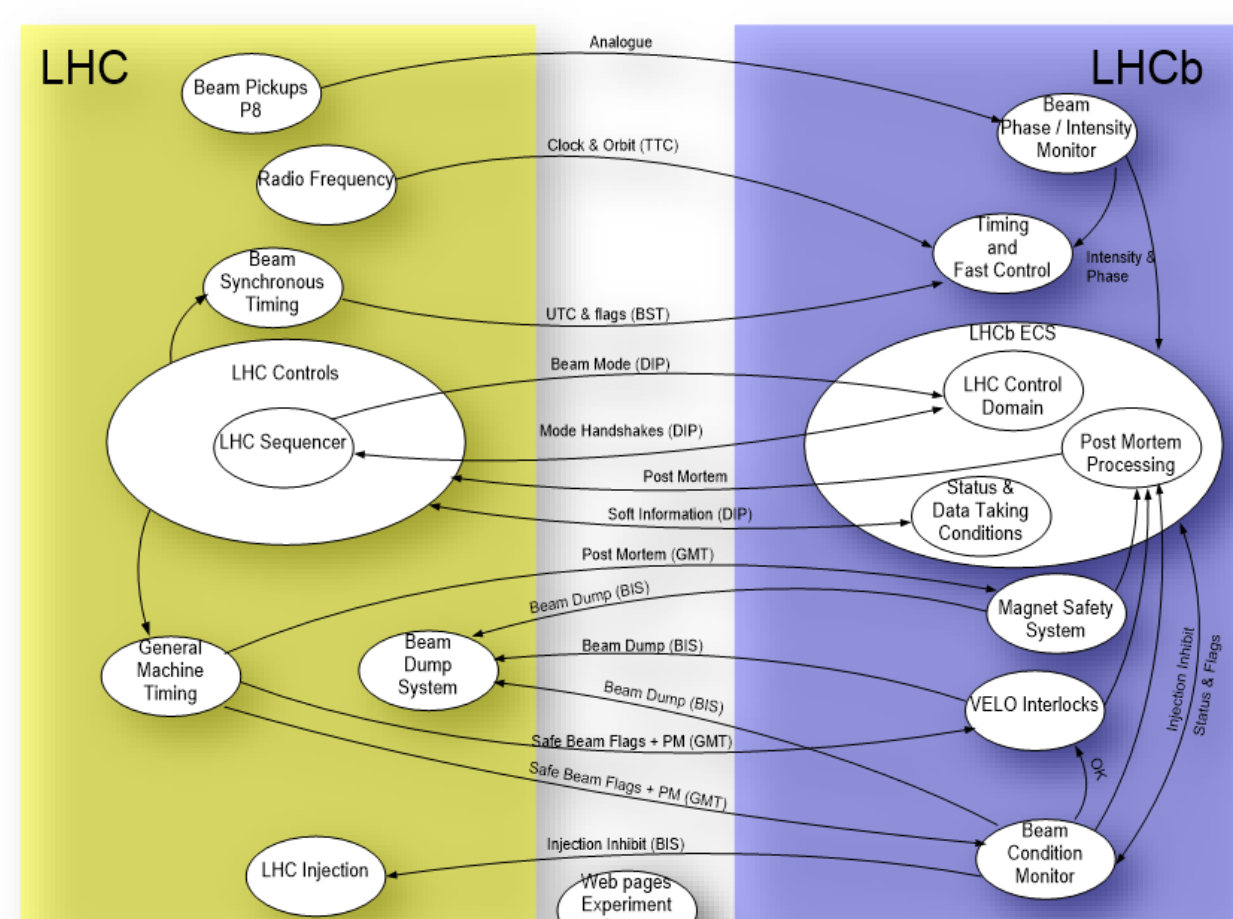 LHC
LHCb
Analogue
Beam Pickups
P8
Beam
Phase / Intensity
Monitor
Clock & Orbit (TTC)
Radio Frequency
Timing
and
Fast Control
Intensity &
Phase
Beam
Synchronous
Timing
UTC & flags (BST)
LHCb ECS
LHC Controls
Beam Mode (DIP)
LHC Control
Domain
LHC Sequencer
Mode Handshakes (DIP)
Post Mortem
Processing
Post Mortem
Status &
Data Taking
Conditions
Soft Information (DIP)
Post Mortem (GMT)
Beam Dump (BIS)
Magnet Safety
System
General
Machine
Timing
Beam
Dump
System
Beam Dump (BIS)
Injection Inhibit
Status & Flags
Beam Dump (BIS)
VELO Interlocks
Safe Beam Flags + PM (GMT)
Safe Beam Flags + PM (GMT)
OK
Beam
Condition
Monitor
Injection Inhibit (BIS)
LHC Injection
Web pages
Experiment